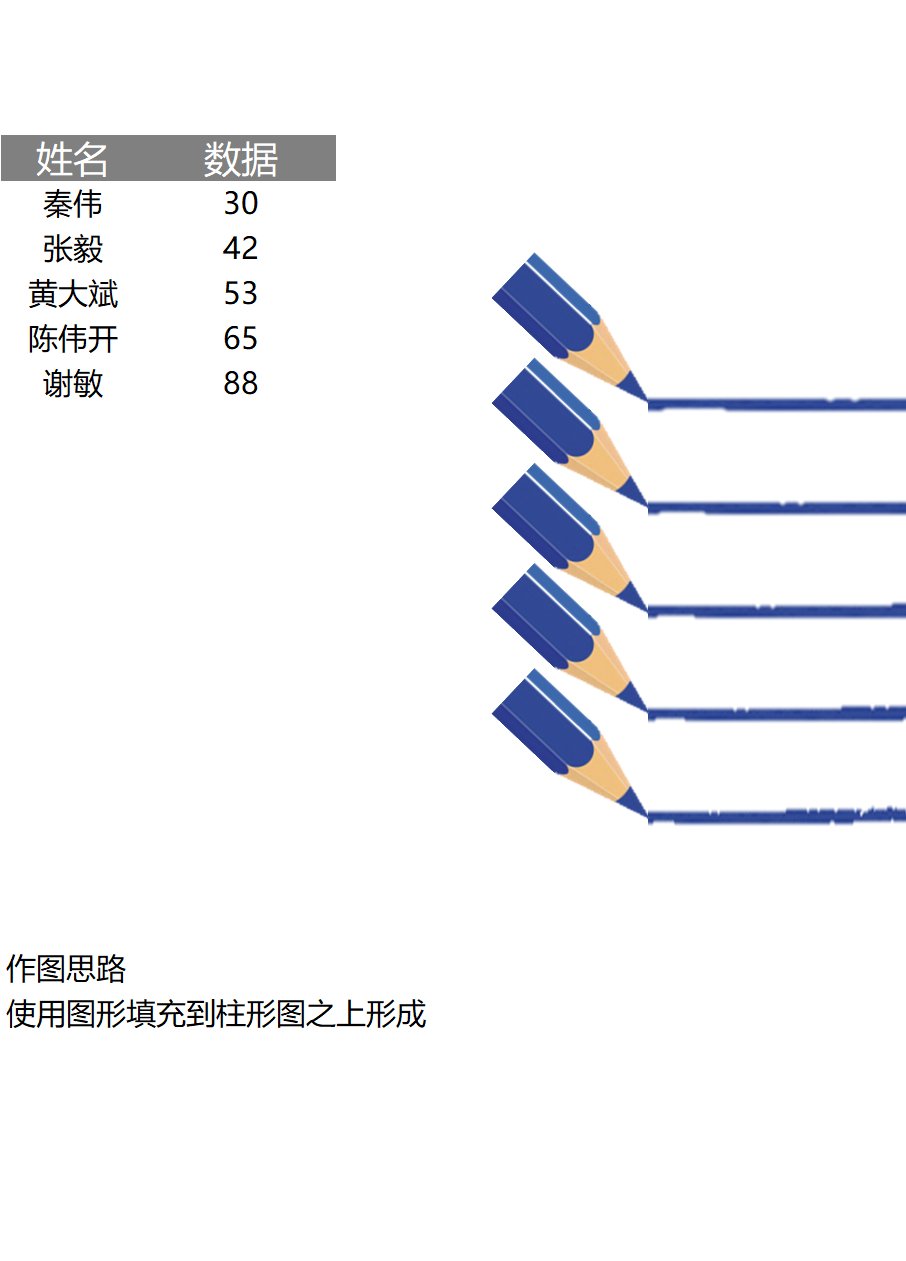 姓名 数据
秦伟 30
张毅 42
黄大斌 53
陈伟开 65
谢敏 88
作图思路
使用图形填充到柱形图之上形成